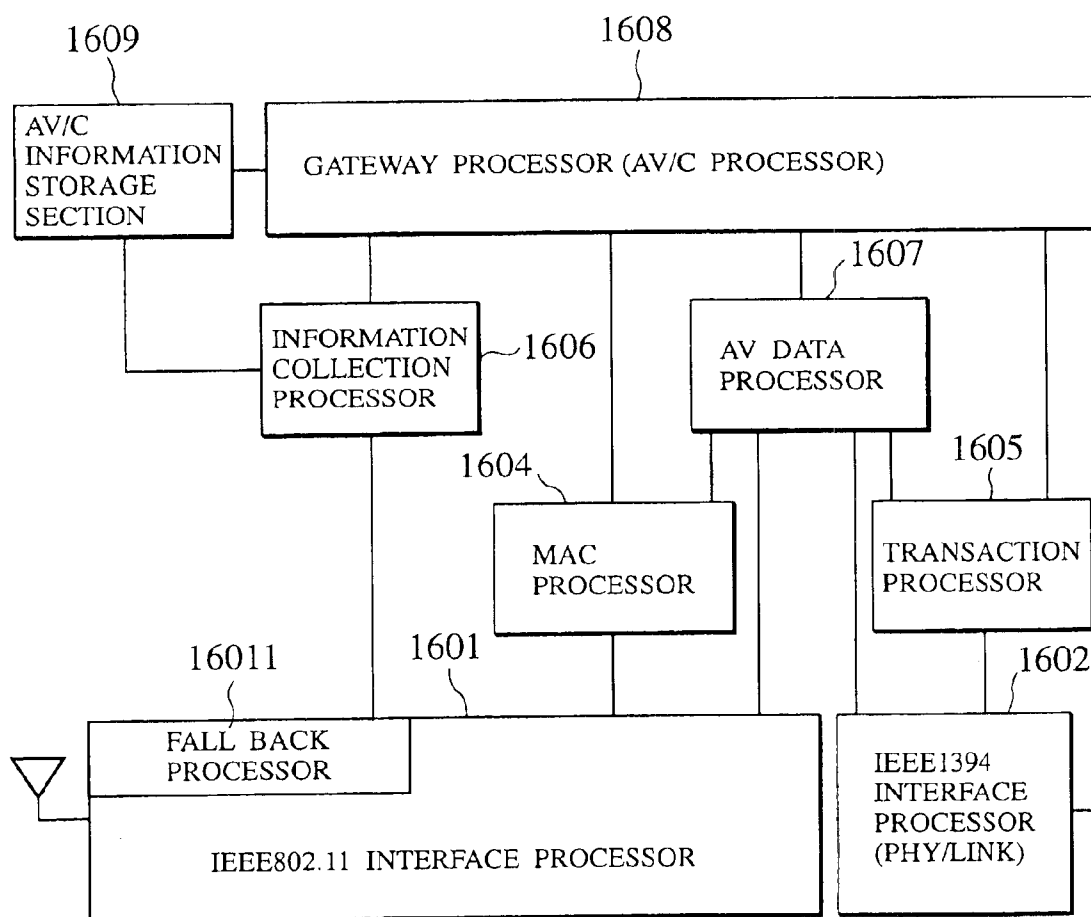 1609
1608
AV/C
INFORMATION
STORAGE
SECTION
GATEWAY PROCESSOR (AV/C PROCESSOR)
1607
INFORMATION
COLLECTION
PROCESSOR
1606
AV DATA
PROCESSOR
1604
1605
MAC
PROCESSOR
TRANSACTION
PROCESSOR
16011
1601
1602
FALL BACK
PROCESSOR
IEEE802.11 INTERFACE PROCESSOR
IEEE1394
INTERFACE
PROCESSOR
(PHY/LINK)